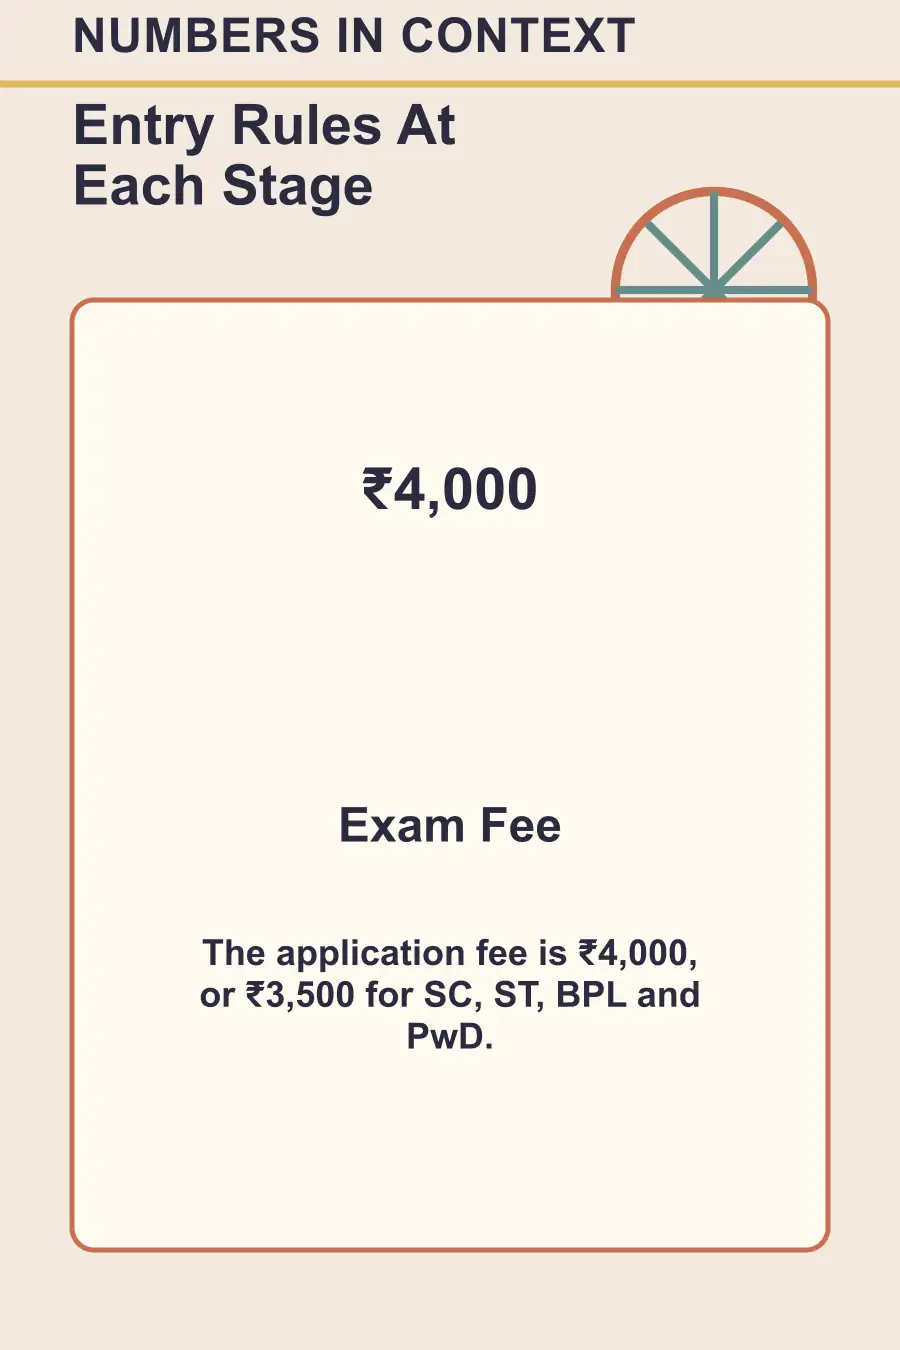 NUMBERS IN CONTEXT
Entry Rules At
Each Stage
₹4,000
Exam Fee
The application fee is ₹4,000,
or ₹3,500 for SC, ST, BPL and
PwD.